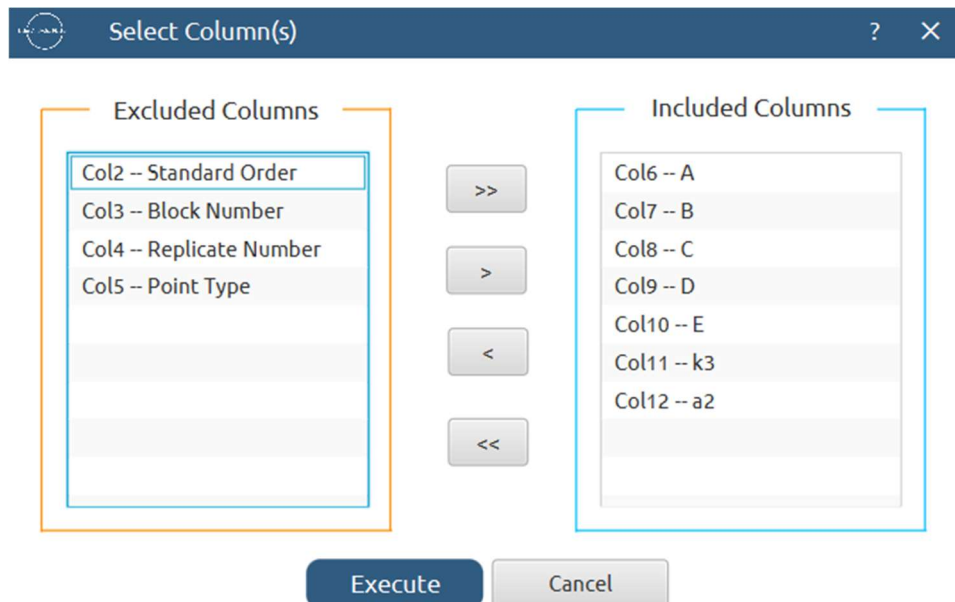 Select Column(s) ? ×
Excluded Columns
Col2 -- Standard Order
Col3 -- Block Number
Col4 -- Replicate Number
Col5 -- Point Type
>>
>
<
<<
Included Columns
Col6 -- A
Col7 -- B
Col8 -- C
Col9 -- D
Col10 -- E
Col11 -- k3
Col12 -- a2
Execute Cancel